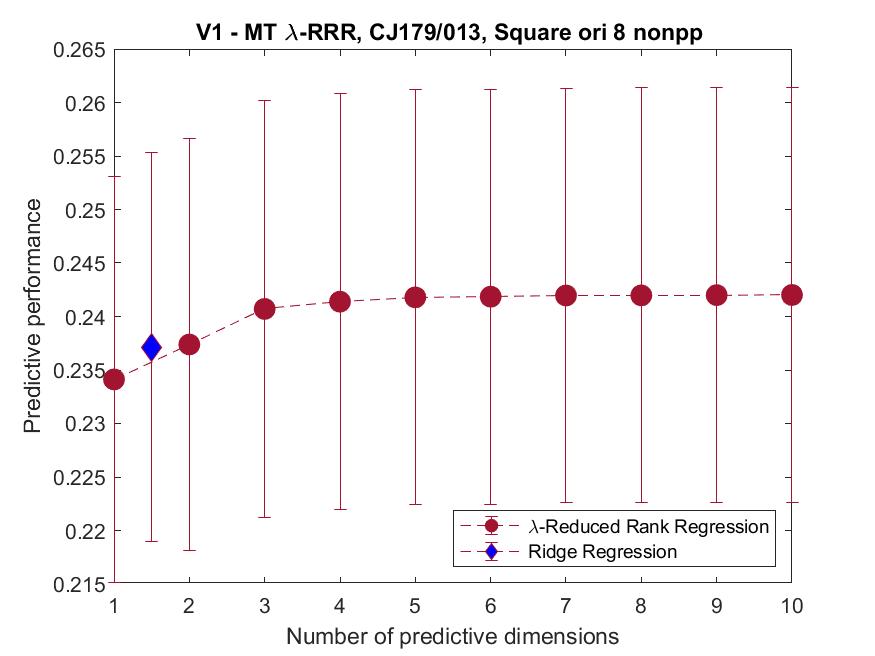 V1 - MT λ-RRR, CJ179/013, Square ori 8 nonpp
0.265
0.26
0.255
0.25
0.245
0.24
0.235
0.23
0.225
0.22
0.215
Predictive performance
λ-Reduced Rank Regression
Ridge Regression
1 2 3 4 5 6 7 8 9 10
Number of predictive dimensions